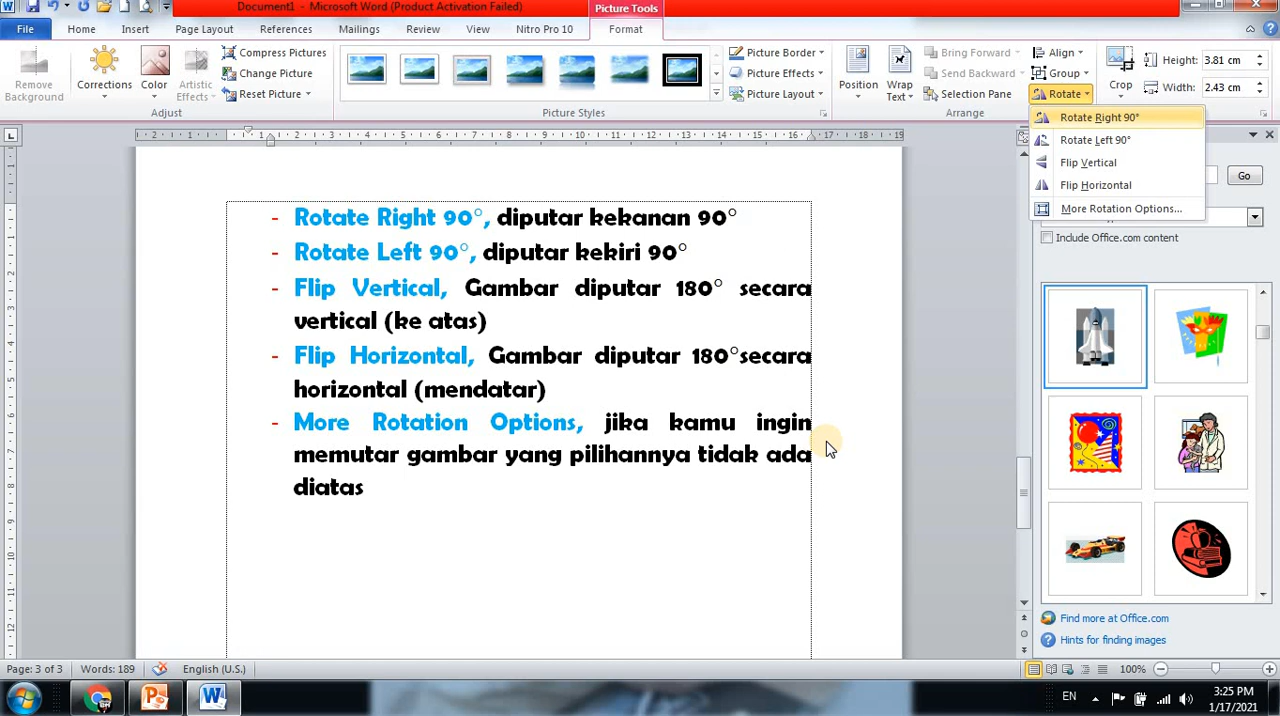 Document1 - Microsoft Word (Product Activation Failed)
Picture Tools
File
Home
Insert
Page Layout
References
Mailings
Review
View
Nitro Pro 10
Format
Remove Background
Corrections
Color
Artistic Effects
Compress Pictures
Change Picture
Reset Picture
Adjust
Picture Styles
Picture Border
Picture Effects
Picture Layout
Position
Wrap Text
Bring Forward
Send Backward
Selection Pane
Align
Group
Rotate
Arrange
Crop
Height: 3.81 cm
Width: 2.43 cm
Rotate Right 90°
Rotate Left 90°
Flip Vertical
Flip Horizontal
More Rotation Options...
Go
Include Office.com content
- Rotate Right 90°, diputar kekanan 90°
- Rotate Left 90°, diputar kekiri 90°
- Flip Vertical, Gambar diputar 180° secara
vertical (ke atas)
- Flip Horizontal, Gambar diputar 180°secara
horizontal (mendatar)
- More Rotation Options, jika kamu ingin
memutar gambar yang pilihannya tidak ada
diatas
Find more at Office.com
Hints for finding images
Page: 3 of 3
Words: 189
English (U.S.)
100%
EN
3:25 PM
1/17/2021